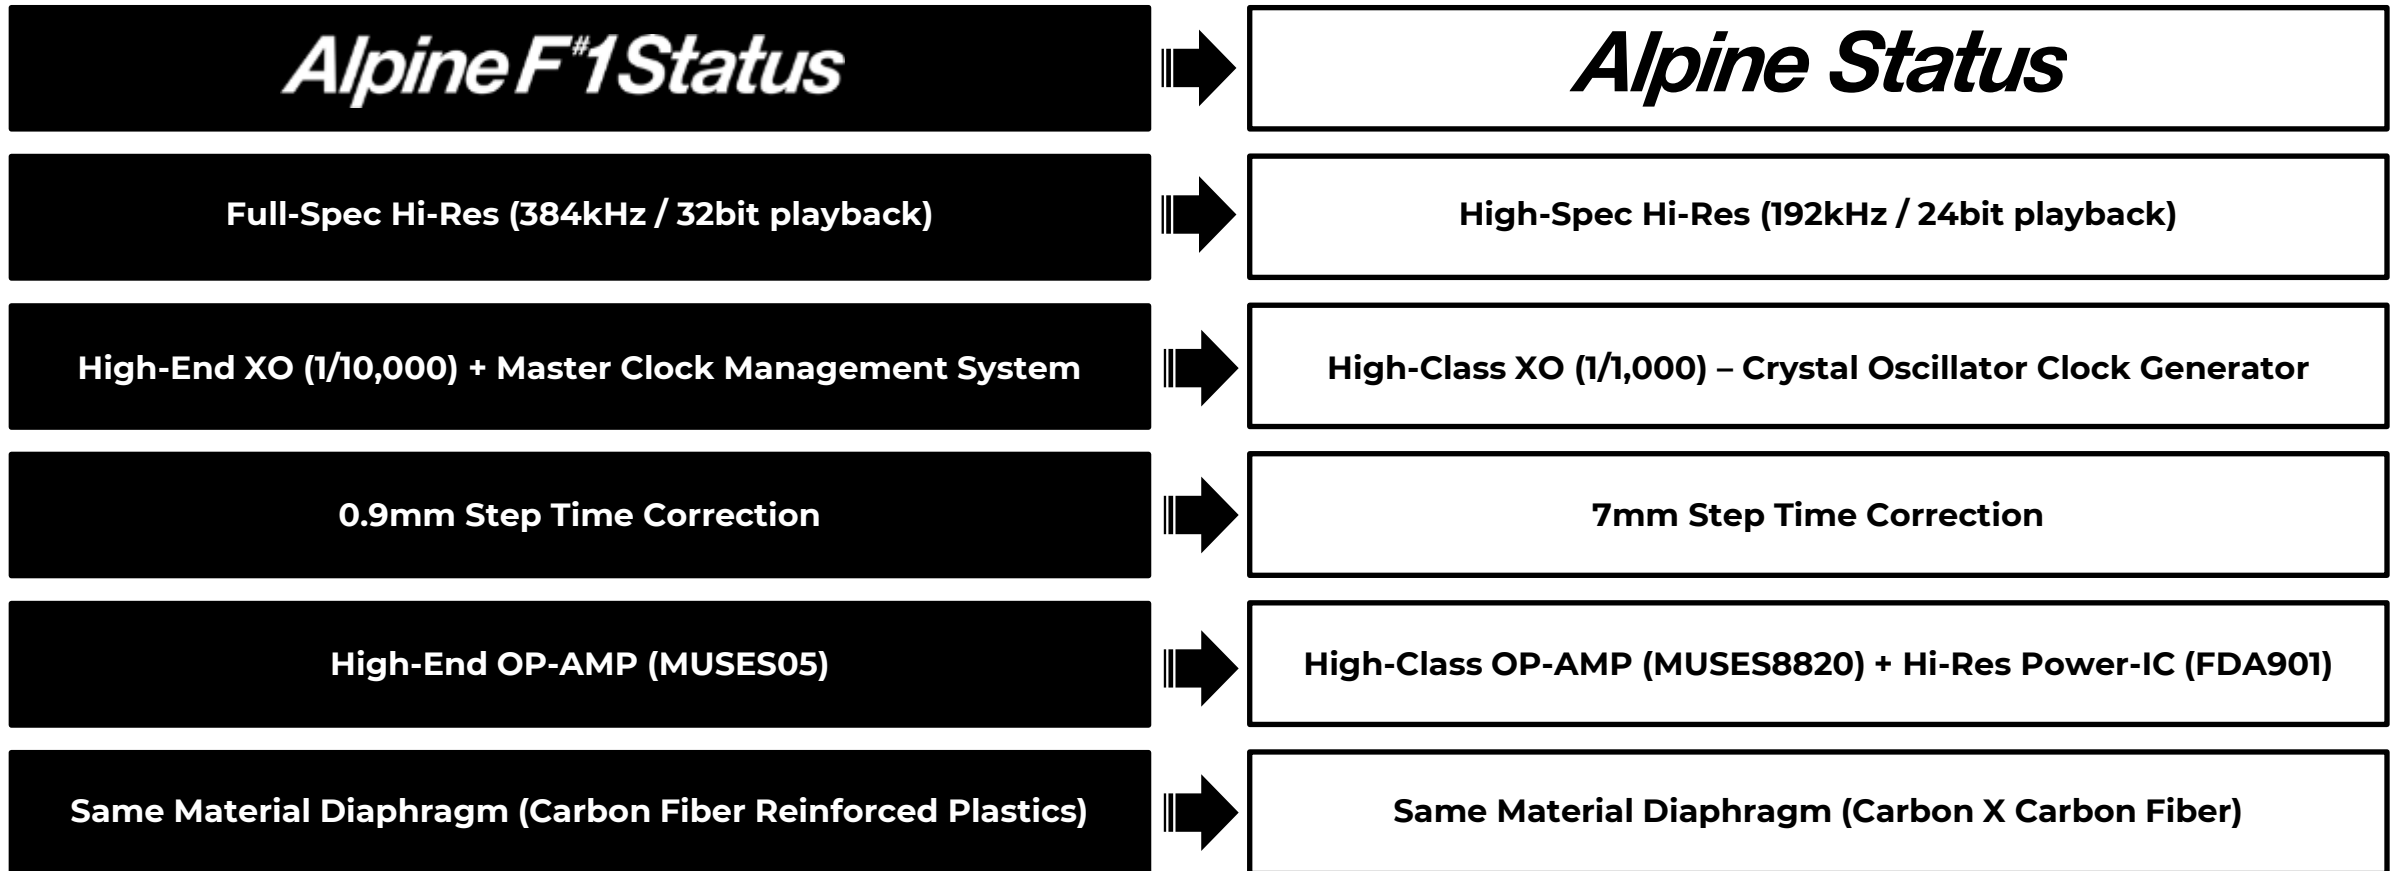 Alpine F#1 Status
Alpine Status
Full-Spec Hi-Res (384kHz / 32bit playback)
High-Spec Hi-Res (192kHz / 24bit playback)
High-End XO (1/10,000) + Master Clock Management System
High-Class XO (1/1,000) – Crystal Oscillator Clock Generator
0.9mm Step Time Correction
7mm Step Time Correction
High-End OP-AMP (MUSES05)
High-Class OP-AMP (MUSES8820) + Hi-Res Power-IC (FDA901)
Same Material Diaphragm (Carbon Fiber Reinforced Plastics)
Same Material Diaphragm (Carbon X Carbon Fiber)